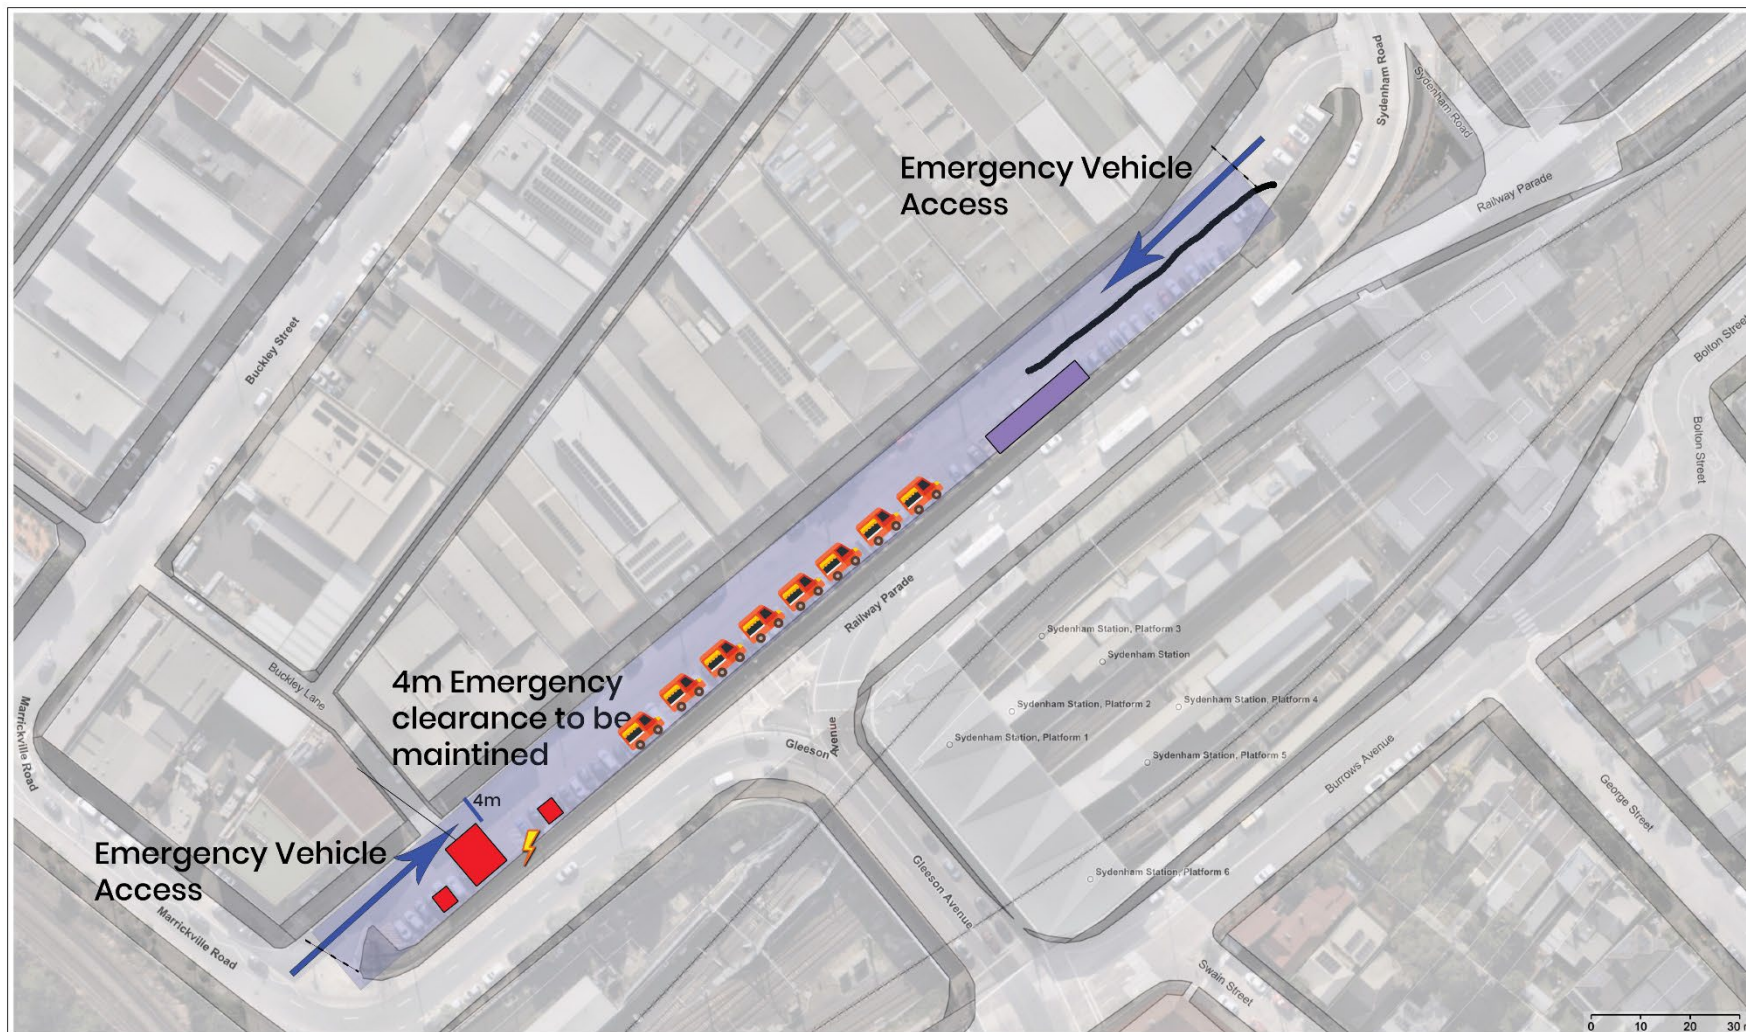 Sydenham Road
Sydenham Road
Emergency Vehicle
Access
Railway Parade
Bolton Street
Buckley Street
Bolton Street
Railway Parade
Sydenham Station, Platform 3
Sydenham Station
Buckley Lane
4m Emergency
clearance to be
maintined
Sydenham Station, Platform 2
Sydenham Station, Platform 4
Marrickville Road
Gleeson Avenue
Sydenham Station, Platform 1
Sydenham Station, Platform 5
Burrows Avenue
George Street
4m
Emergency Vehicle
Access
Gleeson Avenue
Sydenham Station, Platform 6
Marrickville Road
Swain Street
0 10 20 30